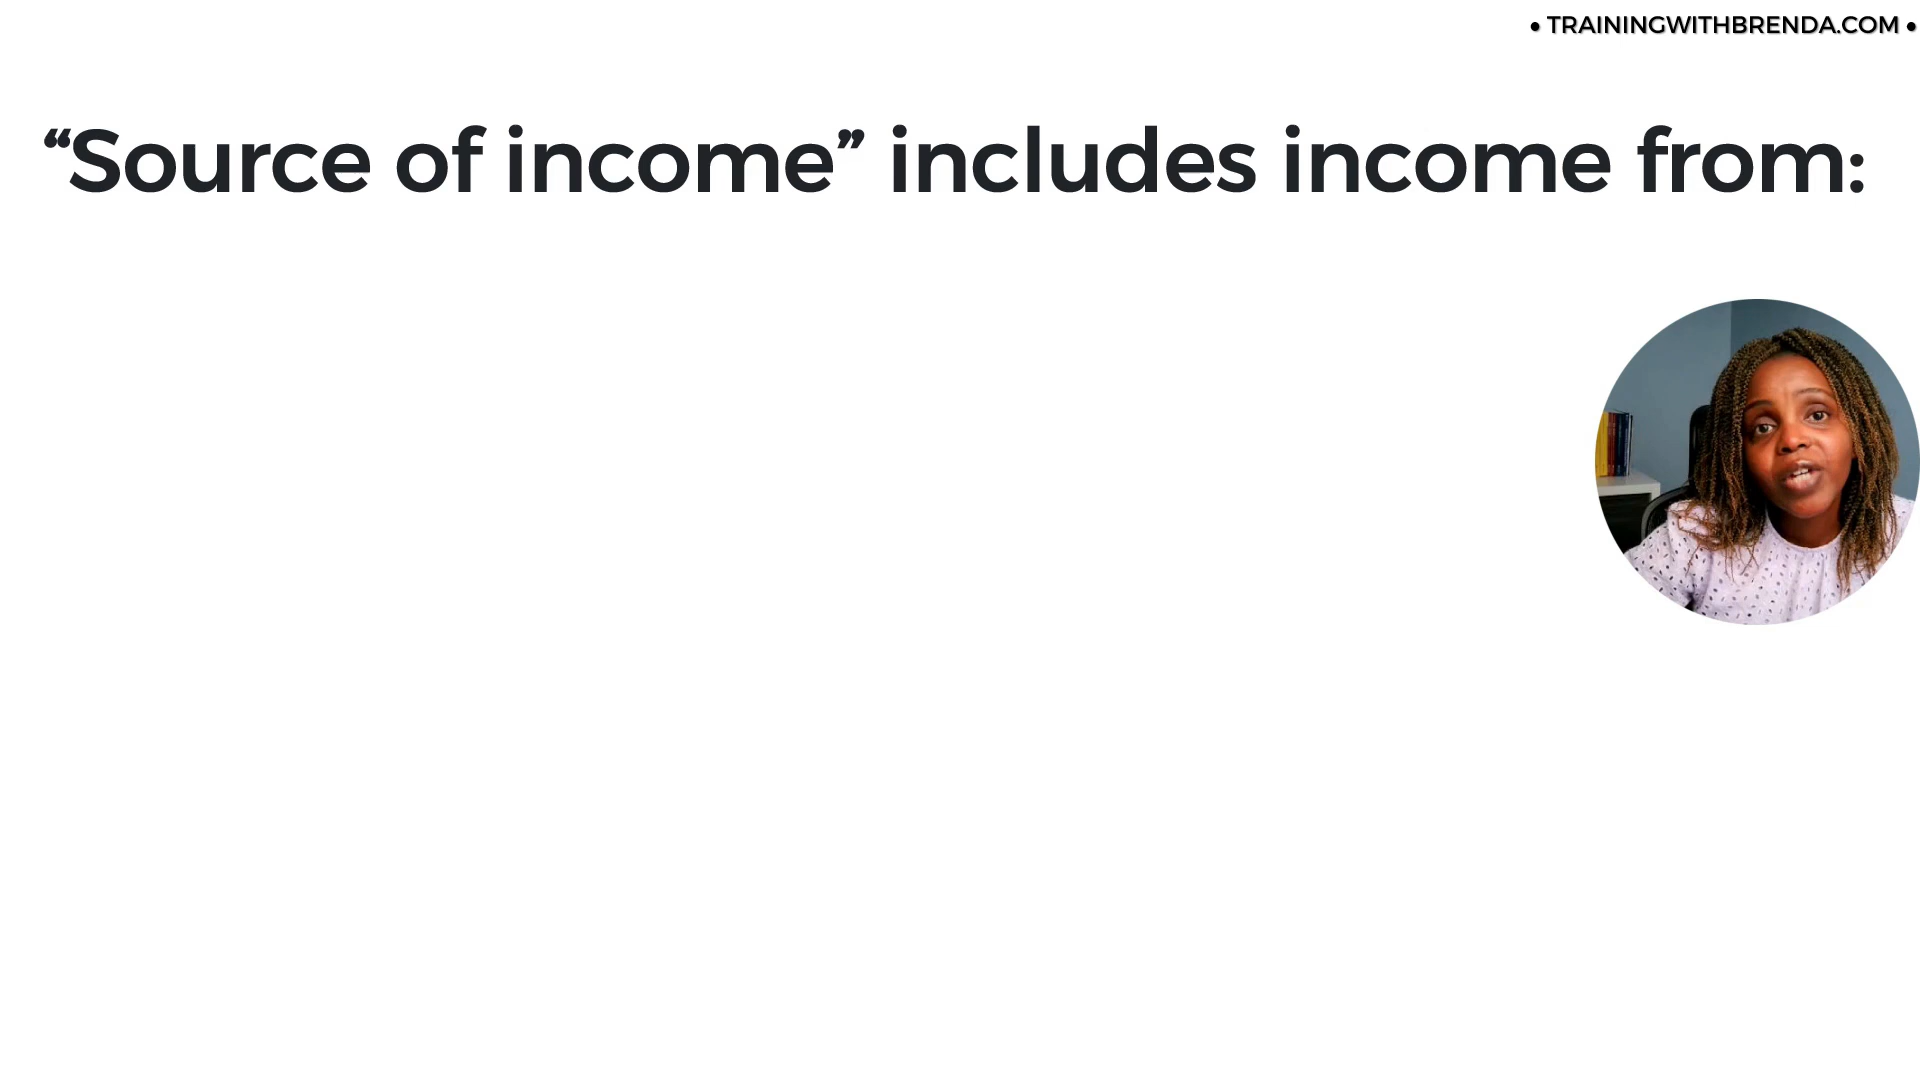 • TRAININGWITHBRENDA.COM •
“Source of income” includes income from: